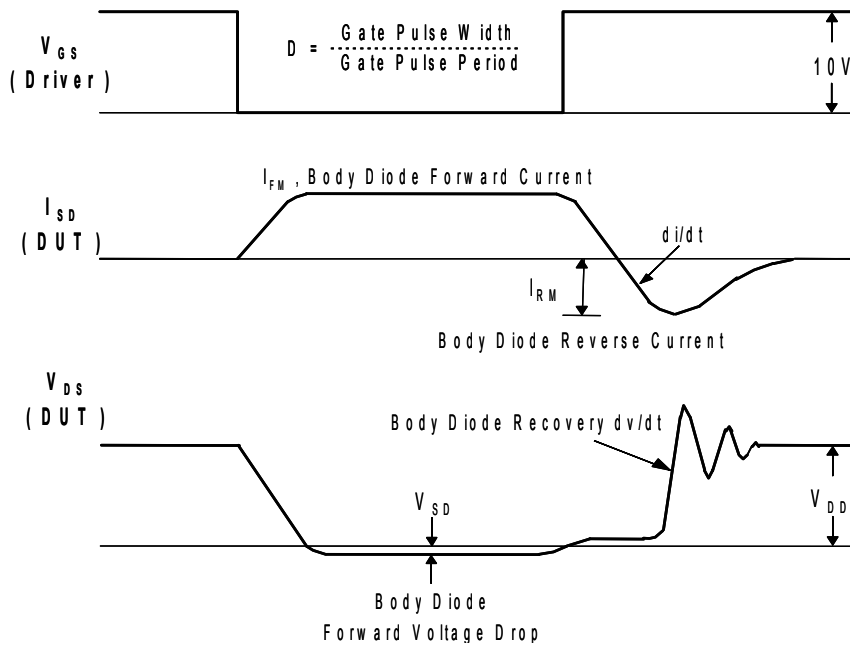 V_GS
(Driver)
D = Gate Pulse Width
Gate Pulse Period
10V
I_FM , Body Diode Forward Current
I_SD
(DUT)
di/dt
I_RM
Body Diode Reverse Current
V_DS
(DUT)
Body Diode Recovery dv/dt
V_SD
V_DD
Body Diode
Forward Voltage Drop